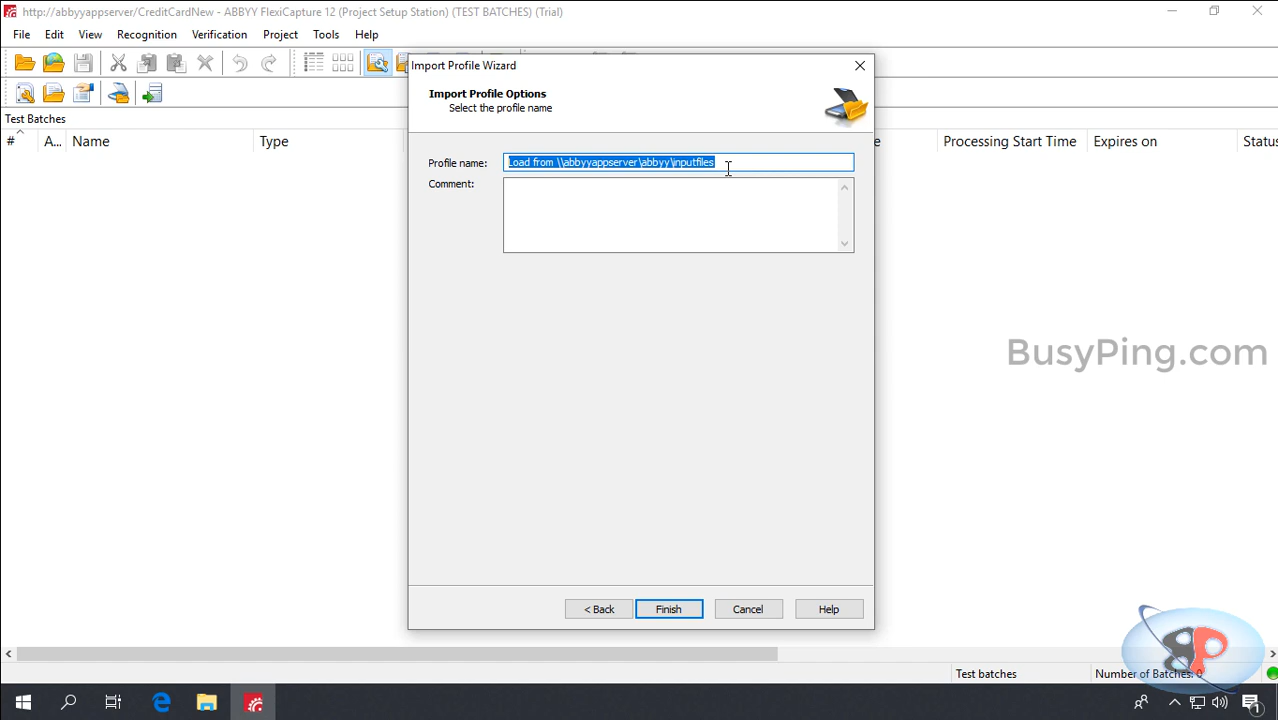 http://abbyyappserver/CreditCardNew - ABBYY FlexiCapture 12 (Project Setup Station) (TEST BATCHES) (Trial)
File Edit View Recognition Verification Project Tools Help
Import Profile Wizard
Import Profile Options
Select the profile name
Test Batches
# A... Name Type e Processing Start Time Expires on Status
Profile name: Load from \\abbyyappserver\abbyy\inputfiles
Comment:
BusyPing.com
< Back Finish Cancel Help
Test batches Number of Batches: 0
1